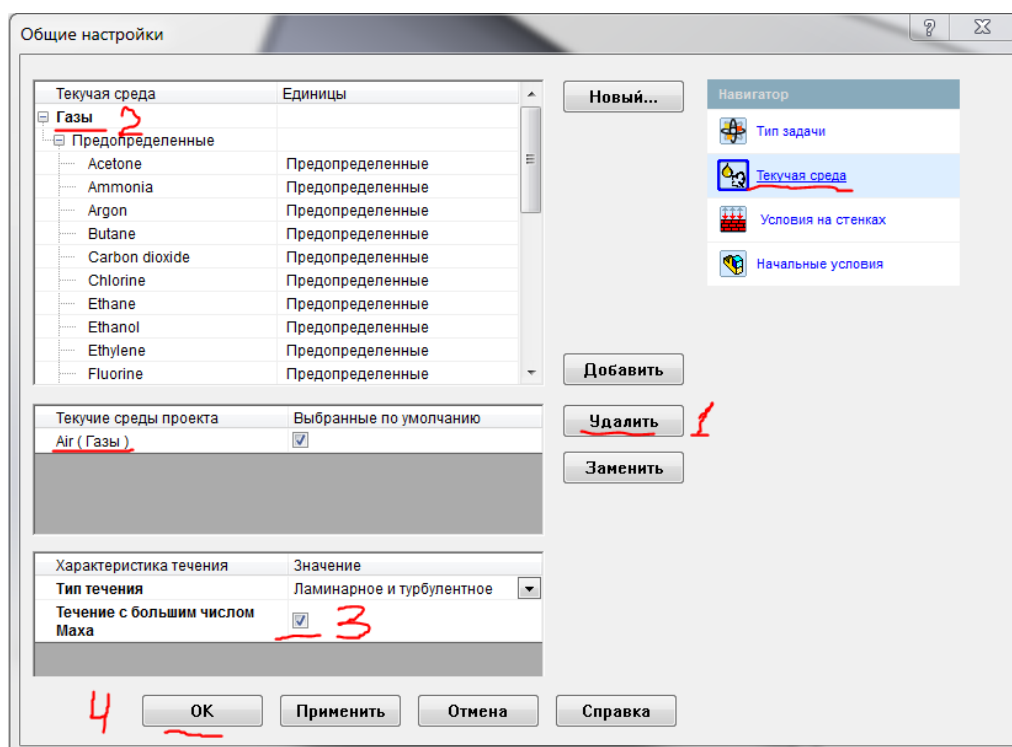 Общие настройки
Текучая среда Единицы
Газы 2
Предопределенные
Acetone Предопределенные
Ammonia Предопределенные
Argon Предопределенные
Butane Предопределенные
Carbon dioxide Предопределенные
Chlorine Предопределенные
Ethane Предопределенные
Ethanol Предопределенные
Ethylene Предопределенные
Fluorine Предопределенные
Новый...
Добавить
Навигатор
Тип задачи
Текучая среда
Условия на стенках
Начальные условия
Текучие среды проекта Выбранные по умолчанию
Air ( Газы )
Удалить 1
Заменить
Характеристика течения Значение
Тип течения Ламинарное и турбулентное
Течение с большим числом
Маха 3
4 OK Применить Отмена Справка